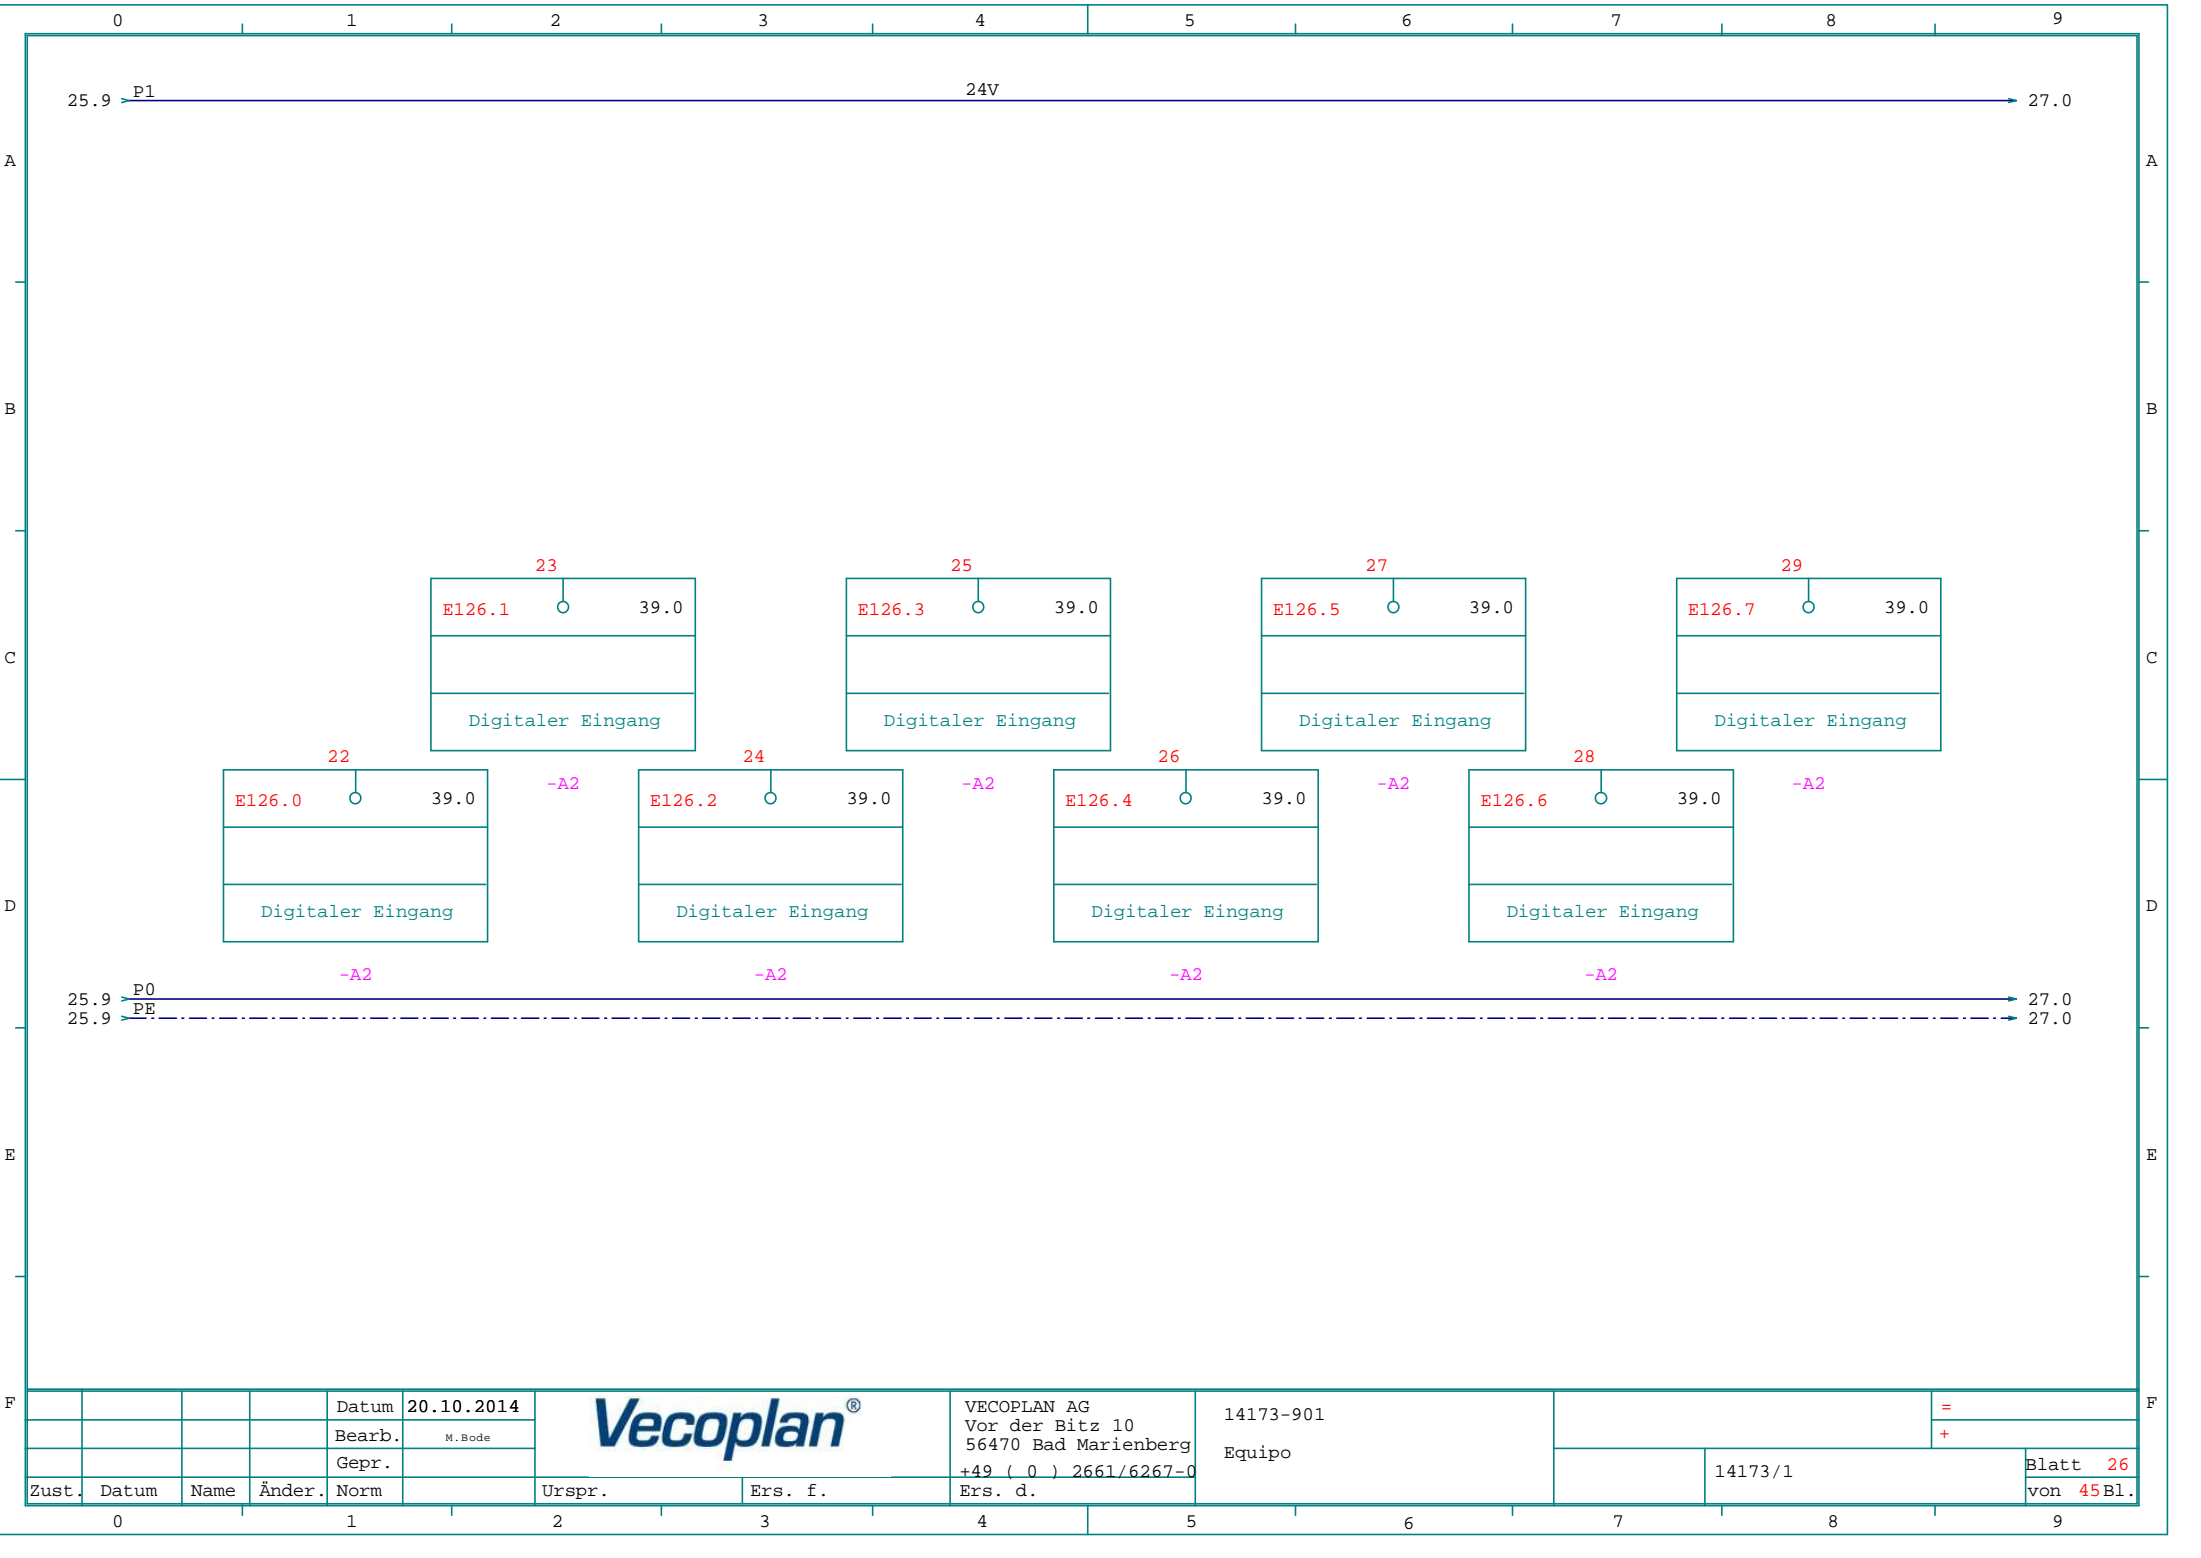 0 1 2 3 4 5 6 7 8 9
P1 24V
25.9 27.0
A A
B B
23 25 27 29
E126.1 39.0 E126.3 39.0 E126.5 39.0 E126.7 39.0
C C
Digitaler Eingang Digitaler Eingang Digitaler Eingang Digitaler Eingang
22 24 26 28
-A2 -A2 -A2 -A2
E126.0 39.0 E126.2 39.0 E126.4 39.0 E126.6 39.0
D D
Digitaler Eingang Digitaler Eingang Digitaler Eingang Digitaler Eingang
-A2 -A2 -A2 -A2
25.9 P0 27.0
25.9 PE 27.0
E E
F F
Datum 20.10.2014
Bearb. M.Bode
Gepr.
Zust. Datum Name Änder. Norm
Vecoplan®
Urspr. Ers. f. Ers. d.
VECOPLAN AG
Vor der Bitz 10
56470 Bad Marienberg
+49 ( 0 ) 2661/6267-0
14173-901
Equipo
=
+
14173/1
Blatt 26
von 45 Bl.
0 1 2 3 4 5 6 7 8 9